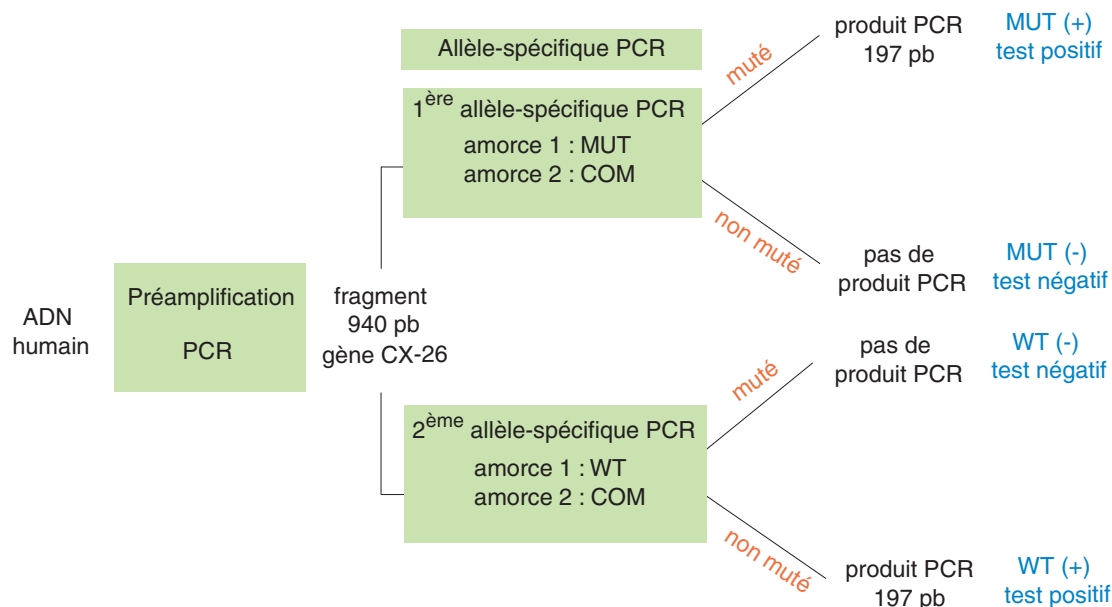 ADN
humain
Préamplification
PCR
fragment
940 pb
gène CX-26
Allèle-spécifique PCR
1ère allèle-spécifique PCR
amorce 1 : MUT
amorce 2 : COM
muté
produit PCR
197 pb
MUT (+)
test positif
non muté
pas de
produit PCR
MUT (-)
test négatif
2ème allèle-spécifique PCR
amorce 1 : WT
amorce 2 : COM
muté
pas de
produit PCR
WT (-)
test négatif
non muté
produit PCR
197 pb
WT (+)
test positif